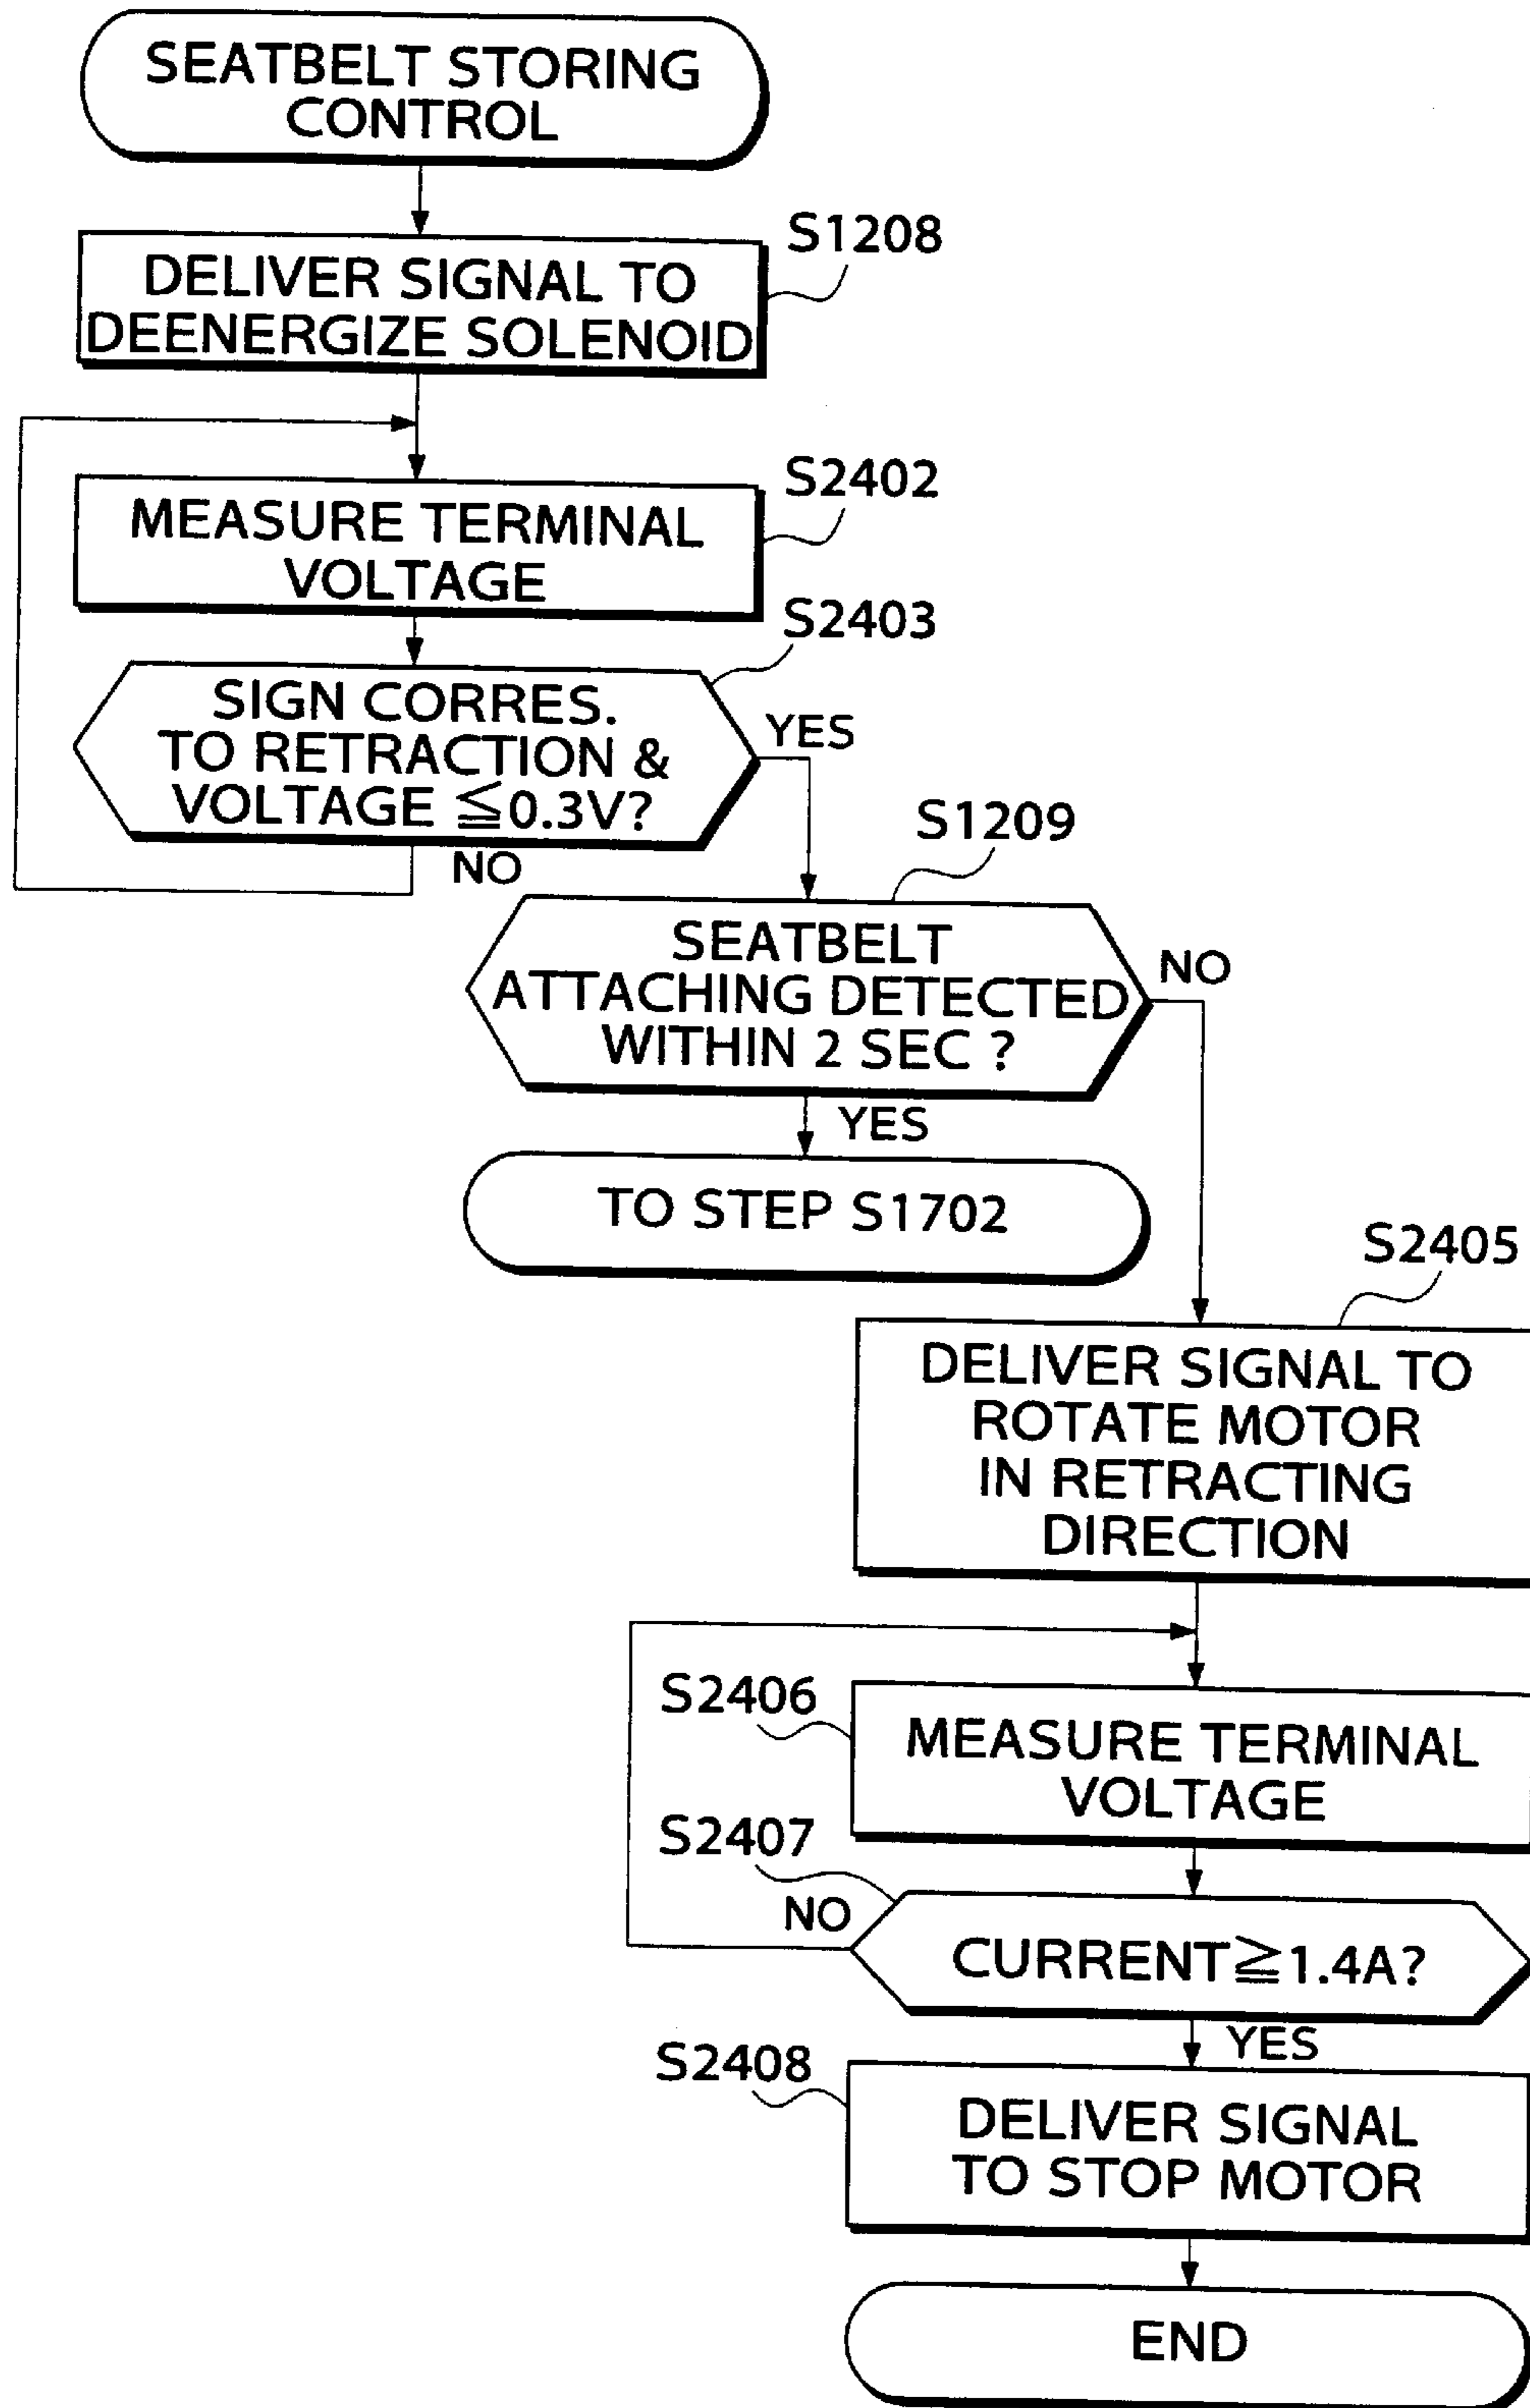 SEATBELT STORING
CONTROL
S1208
DELIVER SIGNAL TO
DEENERGIZE SOLENOID
S2402
MEASURE TERMINAL
VOLTAGE
S2403
SIGN CORRES.
TO RETRACTION &
VOLTAGE ≦0.3V?
YES
NO
S1209
SEATBELT
ATTACHING DETECTED
WITHIN 2 SEC ?
NO
YES
TO STEP S1702
S2405
DELIVER SIGNAL TO
ROTATE MOTOR
IN RETRACTING
DIRECTION
S2406
MEASURE TERMINAL
VOLTAGE
S2407
NO
CURRENT≧1.4A?
YES
S2408
DELIVER SIGNAL
TO STOP MOTOR
END